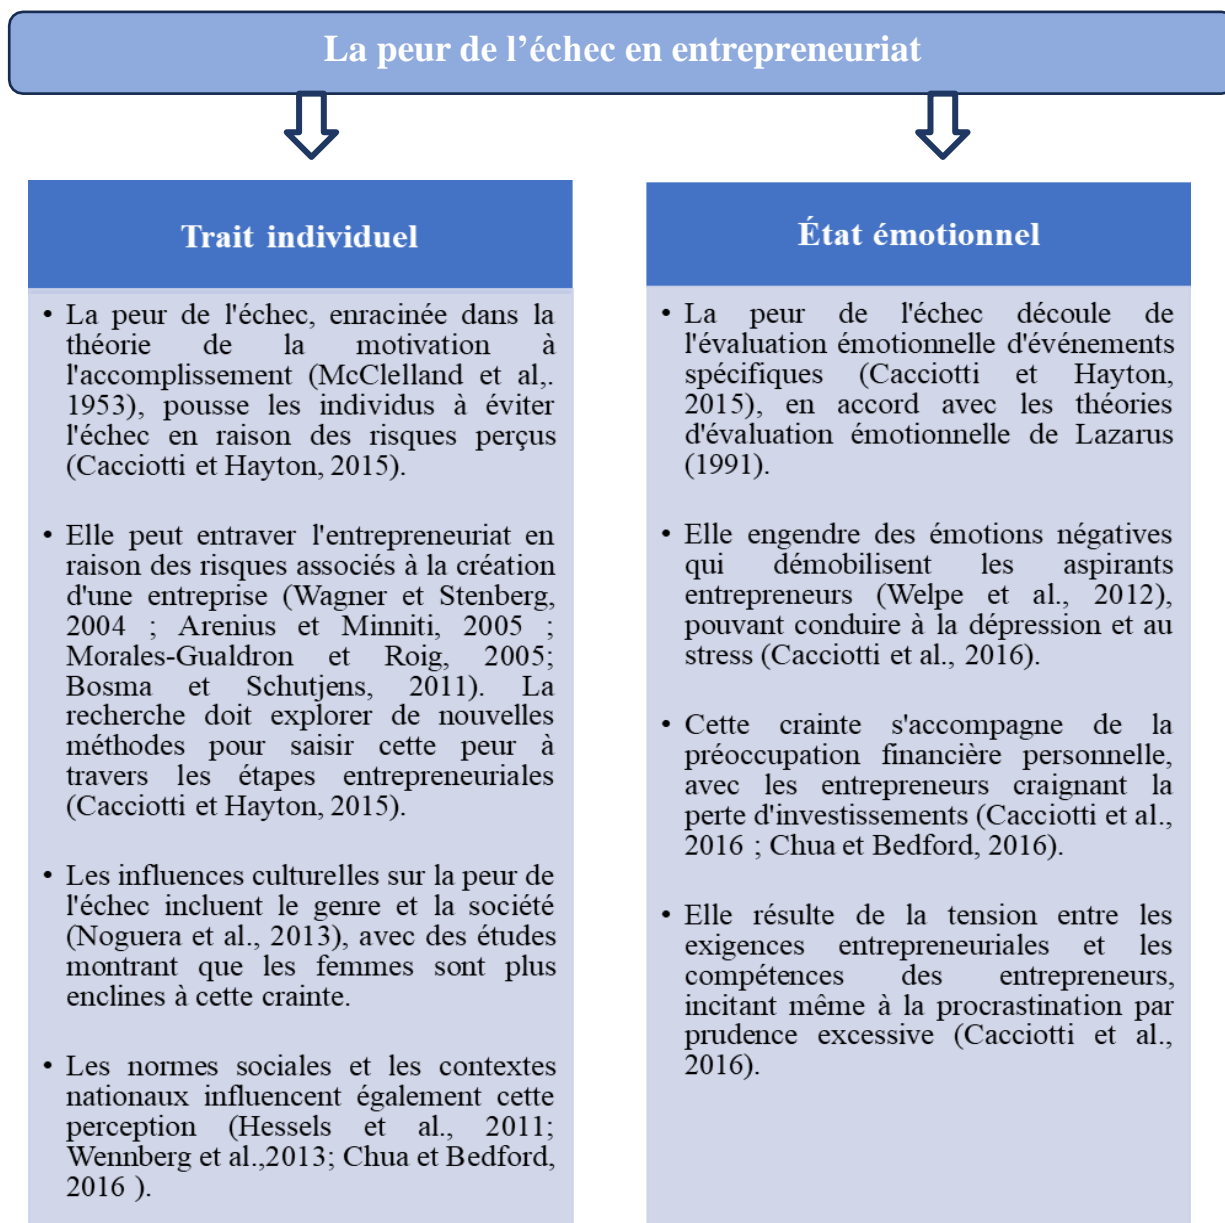 La peur de l’échec en entrepreneuriat
Trait individuel
• La peur de l'échec, enracinée dans la
théorie de la motivation à
l'accomplissement (McClelland et al,.
1953), pousse les individus à éviter
l'échec en raison des risques perçus
(Cacciotti et Hayton, 2015).
• Elle peut entraver l'entrepreneuriat en
raison des risques associés à la création
d'une entreprise (Wagner et Stenberg,
2004 ; Arenius et Minniti, 2005 ;
Morales-Gualdron et Roig, 2005;
Bosma et Schutjens, 2011). La
recherche doit explorer de nouvelles
méthodes pour saisir cette peur à
travers les étapes entrepreneuriales
(Cacciotti et Hayton, 2015).
• Les influences culturelles sur la peur de
l'échec incluent le genre et la société
(Noguera et al., 2013), avec des études
montrant que les femmes sont plus
enclines à cette crainte.
• Les normes sociales et les contextes
nationaux influencent également cette
perception (Hessels et al., 2011;
Wennberg et al.,2013; Chua et Bedford,
2016 ).
État émotionnel
• La peur de l'échec découle de
l'évaluation émotionnelle d'événements
spécifiques (Cacciotti et Hayton,
2015), en accord avec les théories
d'évaluation émotionnelle de Lazarus
(1991).
• Elle engendre des émotions négatives
qui démobilisent les aspirants
entrepreneurs (Welpe et al., 2012),
pouvant conduire à la dépression et au
stress (Cacciotti et al., 2016).
• Cette crainte s'accompagne de la
préoccupation financière personnelle,
avec les entrepreneurs craignant la
perte d'investissements (Cacciotti et al.,
2016 ; Chua et Bedford, 2016).
• Elle résulte de la tension entre les
exigences entrepreneuriales et les
compétences des entrepreneurs,
incitant même à la procrastination par
prudence excessive (Cacciotti et al.,
2016).